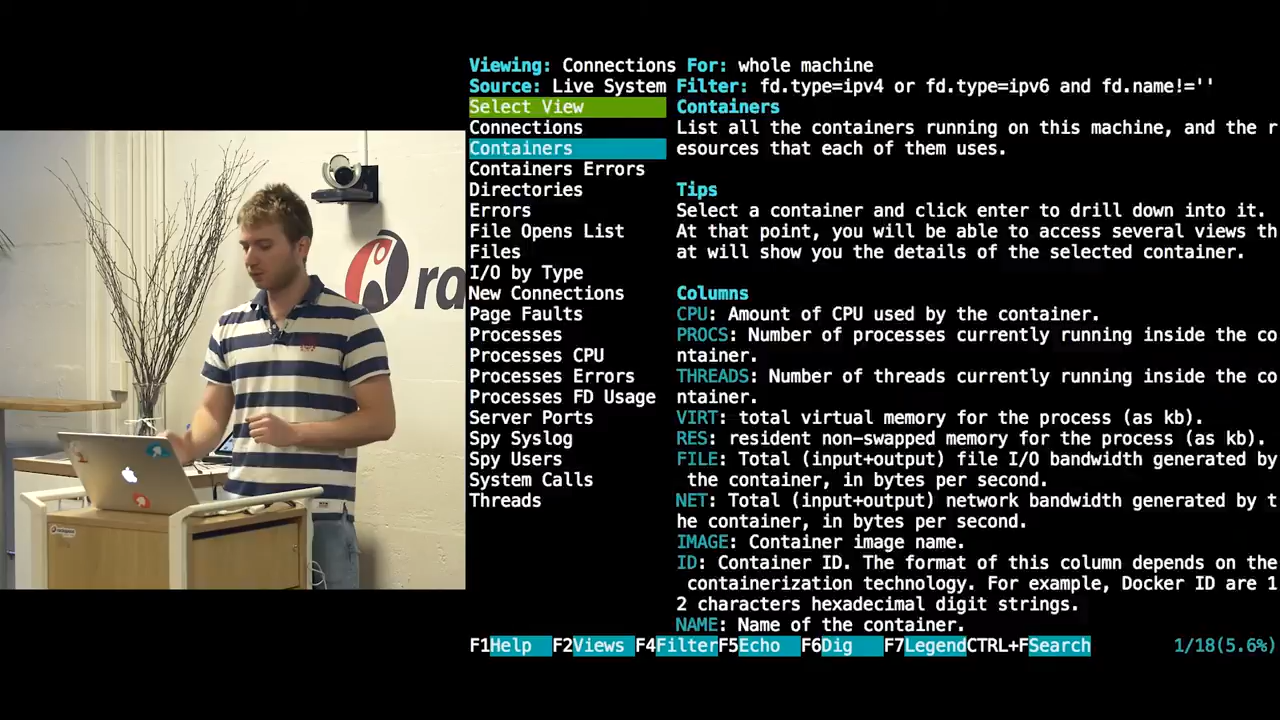 Viewing: Connections For: whole machine
Source: Live System Filter: fd.type=ipv4 or fd.type=ipv6 and fd.name!=''
Select View
Connections
Containers
Containers Errors
Directories
Errors
File Opens List
Files
I/O by Type
New Connections
Page Faults
Processes
Processes CPU
Processes Errors
Processes FD Usage
Server Ports
Spy Syslog
Spy Users
System Calls
Threads
Containers
List all the containers running on this machine, and the r
esources that each of them uses.
Tips
Select a container and click enter to drill down into it.
At that point, you will be able to access several views th
at will show you the details of the selected container.
Columns
CPU: Amount of CPU used by the container.
PROCS: Number of processes currently running inside the co
ntainer.
THREADS: Number of threads currently running inside the co
ntainer.
VIRT: total virtual memory for the process (as kb).
RES: resident non-swapped memory for the process (as kb).
FILE: Total (input+output) file I/O bandwidth generated by
the container, in bytes per second.
NET: Total (input+output) network bandwidth generated by t
he container, in bytes per second.
IMAGE: Container image name.
ID: Container ID. The format of this column depends on the
containerization technology. For example, Docker ID are 1
2 characters hexadecimal digit strings.
NAME: Name of the container.
F1Help F2Views F4FilterF5Echo F6Dig F7LegendCTRL+FSearch 1/18(5.6%)
ra